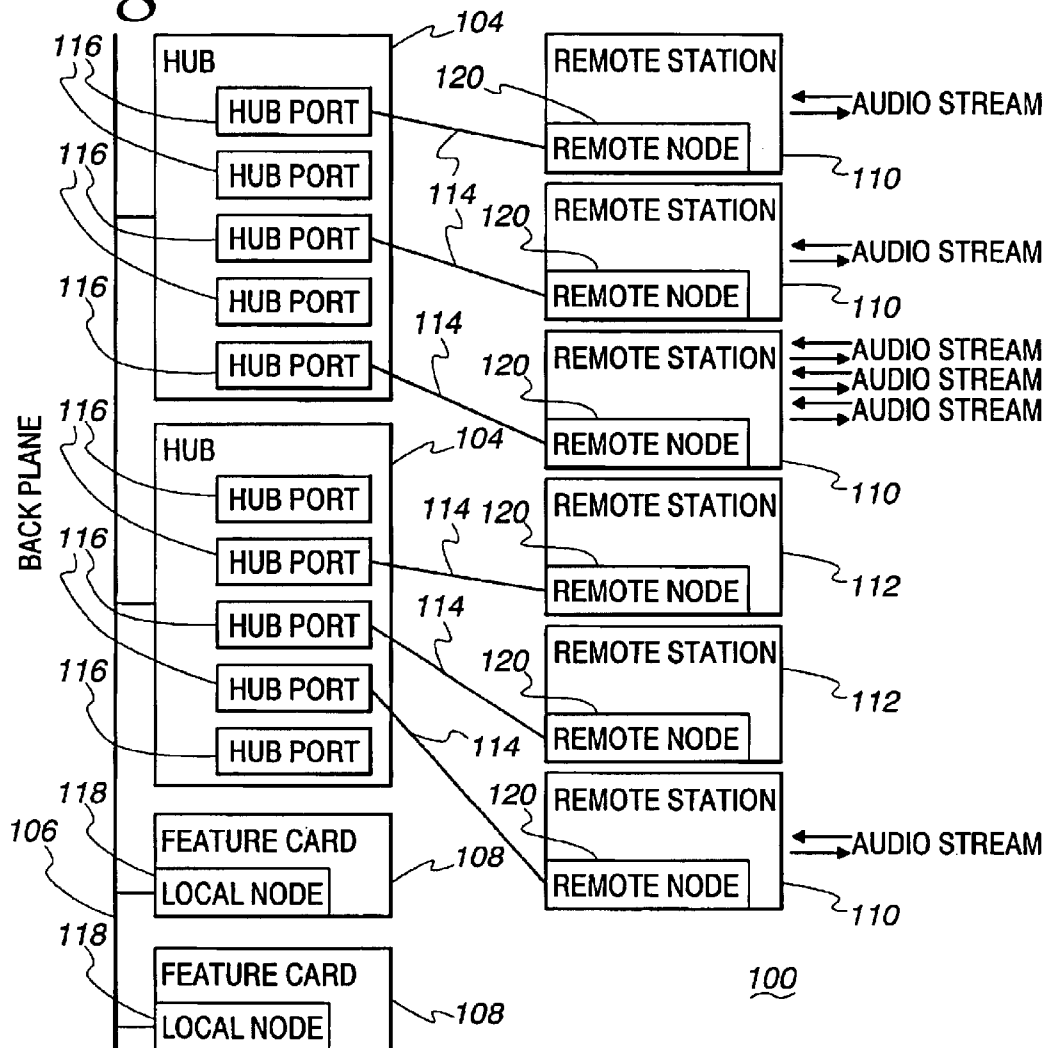 8
116
HUB
104
HUB PORT
HUB PORT
116
HUB PORT
HUB PORT
116
HUB PORT
BACK PLANE
116
HUB
104
HUB PORT
HUB PORT
116
HUB PORT
HUB PORT
116
HUB PORT
118
106
FEATURE CARD
LOCAL NODE
108
118
FEATURE CARD
LOCAL NODE
108
120
REMOTE STATION
REMOTE NODE
AUDIO STREAM
110
114
120
REMOTE STATION
REMOTE NODE
AUDIO STREAM
110
114
120
REMOTE STATION
REMOTE NODE
AUDIO STREAM
AUDIO STREAM
AUDIO STREAM
110
114
120
REMOTE STATION
REMOTE NODE
112
114
120
REMOTE STATION
REMOTE NODE
112
114
120
REMOTE STATION
REMOTE NODE
AUDIO STREAM
110
100